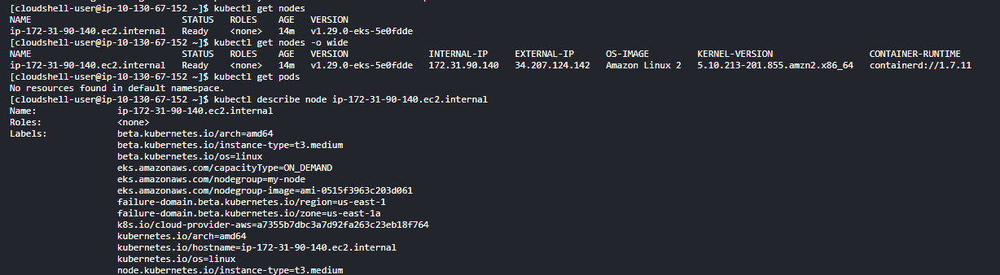 [cloudshell-user@ip-10-130-67-152 ~]$ kubectl get nodes
NAME STATUS ROLES AGE VERSION
ip-172-31-90-140.ec2.internal Ready <none> 14m v1.29.0-eks-5e0fdde
[cloudshell-user@ip-10-130-67-152 ~]$ kubectl get nodes -o wide
NAME STATUS ROLES AGE VERSION INTERNAL-IP EXTERNAL-IP OS-IMAGE KERNEL-VERSION CONTAINER-RUNTIME
ip-172-31-90-140.ec2.internal Ready <none> 14m v1.29.0-eks-5e0fdde 172.31.90.140 34.207.124.142 Amazon Linux 2 5.10.213-201.855.amzn2.x86_64 containerd://1.7.11
[cloudshell-user@ip-10-130-67-152 ~]$ kubectl get pods
No resources found in default namespace.
[cloudshell-user@ip-10-130-67-152 ~]$ kubectl describe node ip-172-31-90-140.ec2.internal
Name: ip-172-31-90-140.ec2.internal
Roles: <none>
Labels: beta.kubernetes.io/arch=amd64
beta.kubernetes.io/instance-type=t3.medium
beta.kubernetes.io/os=linux
eks.amazonaws.com/capacityType=ON_DEMAND
eks.amazonaws.com/nodegroup=my-node
eks.amazonaws.com/nodegroup-image=ami-0515f3963c203d061
failure-domain.beta.kubernetes.io/region=us-east-1
failure-domain.beta.kubernetes.io/zone=us-east-1a
k8s.io/cloud-provider-aws=a7355b7dbc3a7d92fa263c23eb18f764
kubernetes.io/arch=amd64
kubernetes.io/hostname=ip-172-31-90-140.ec2.internal
kubernetes.io/os=linux
node.kubernetes.io/instance-type=t3.medium